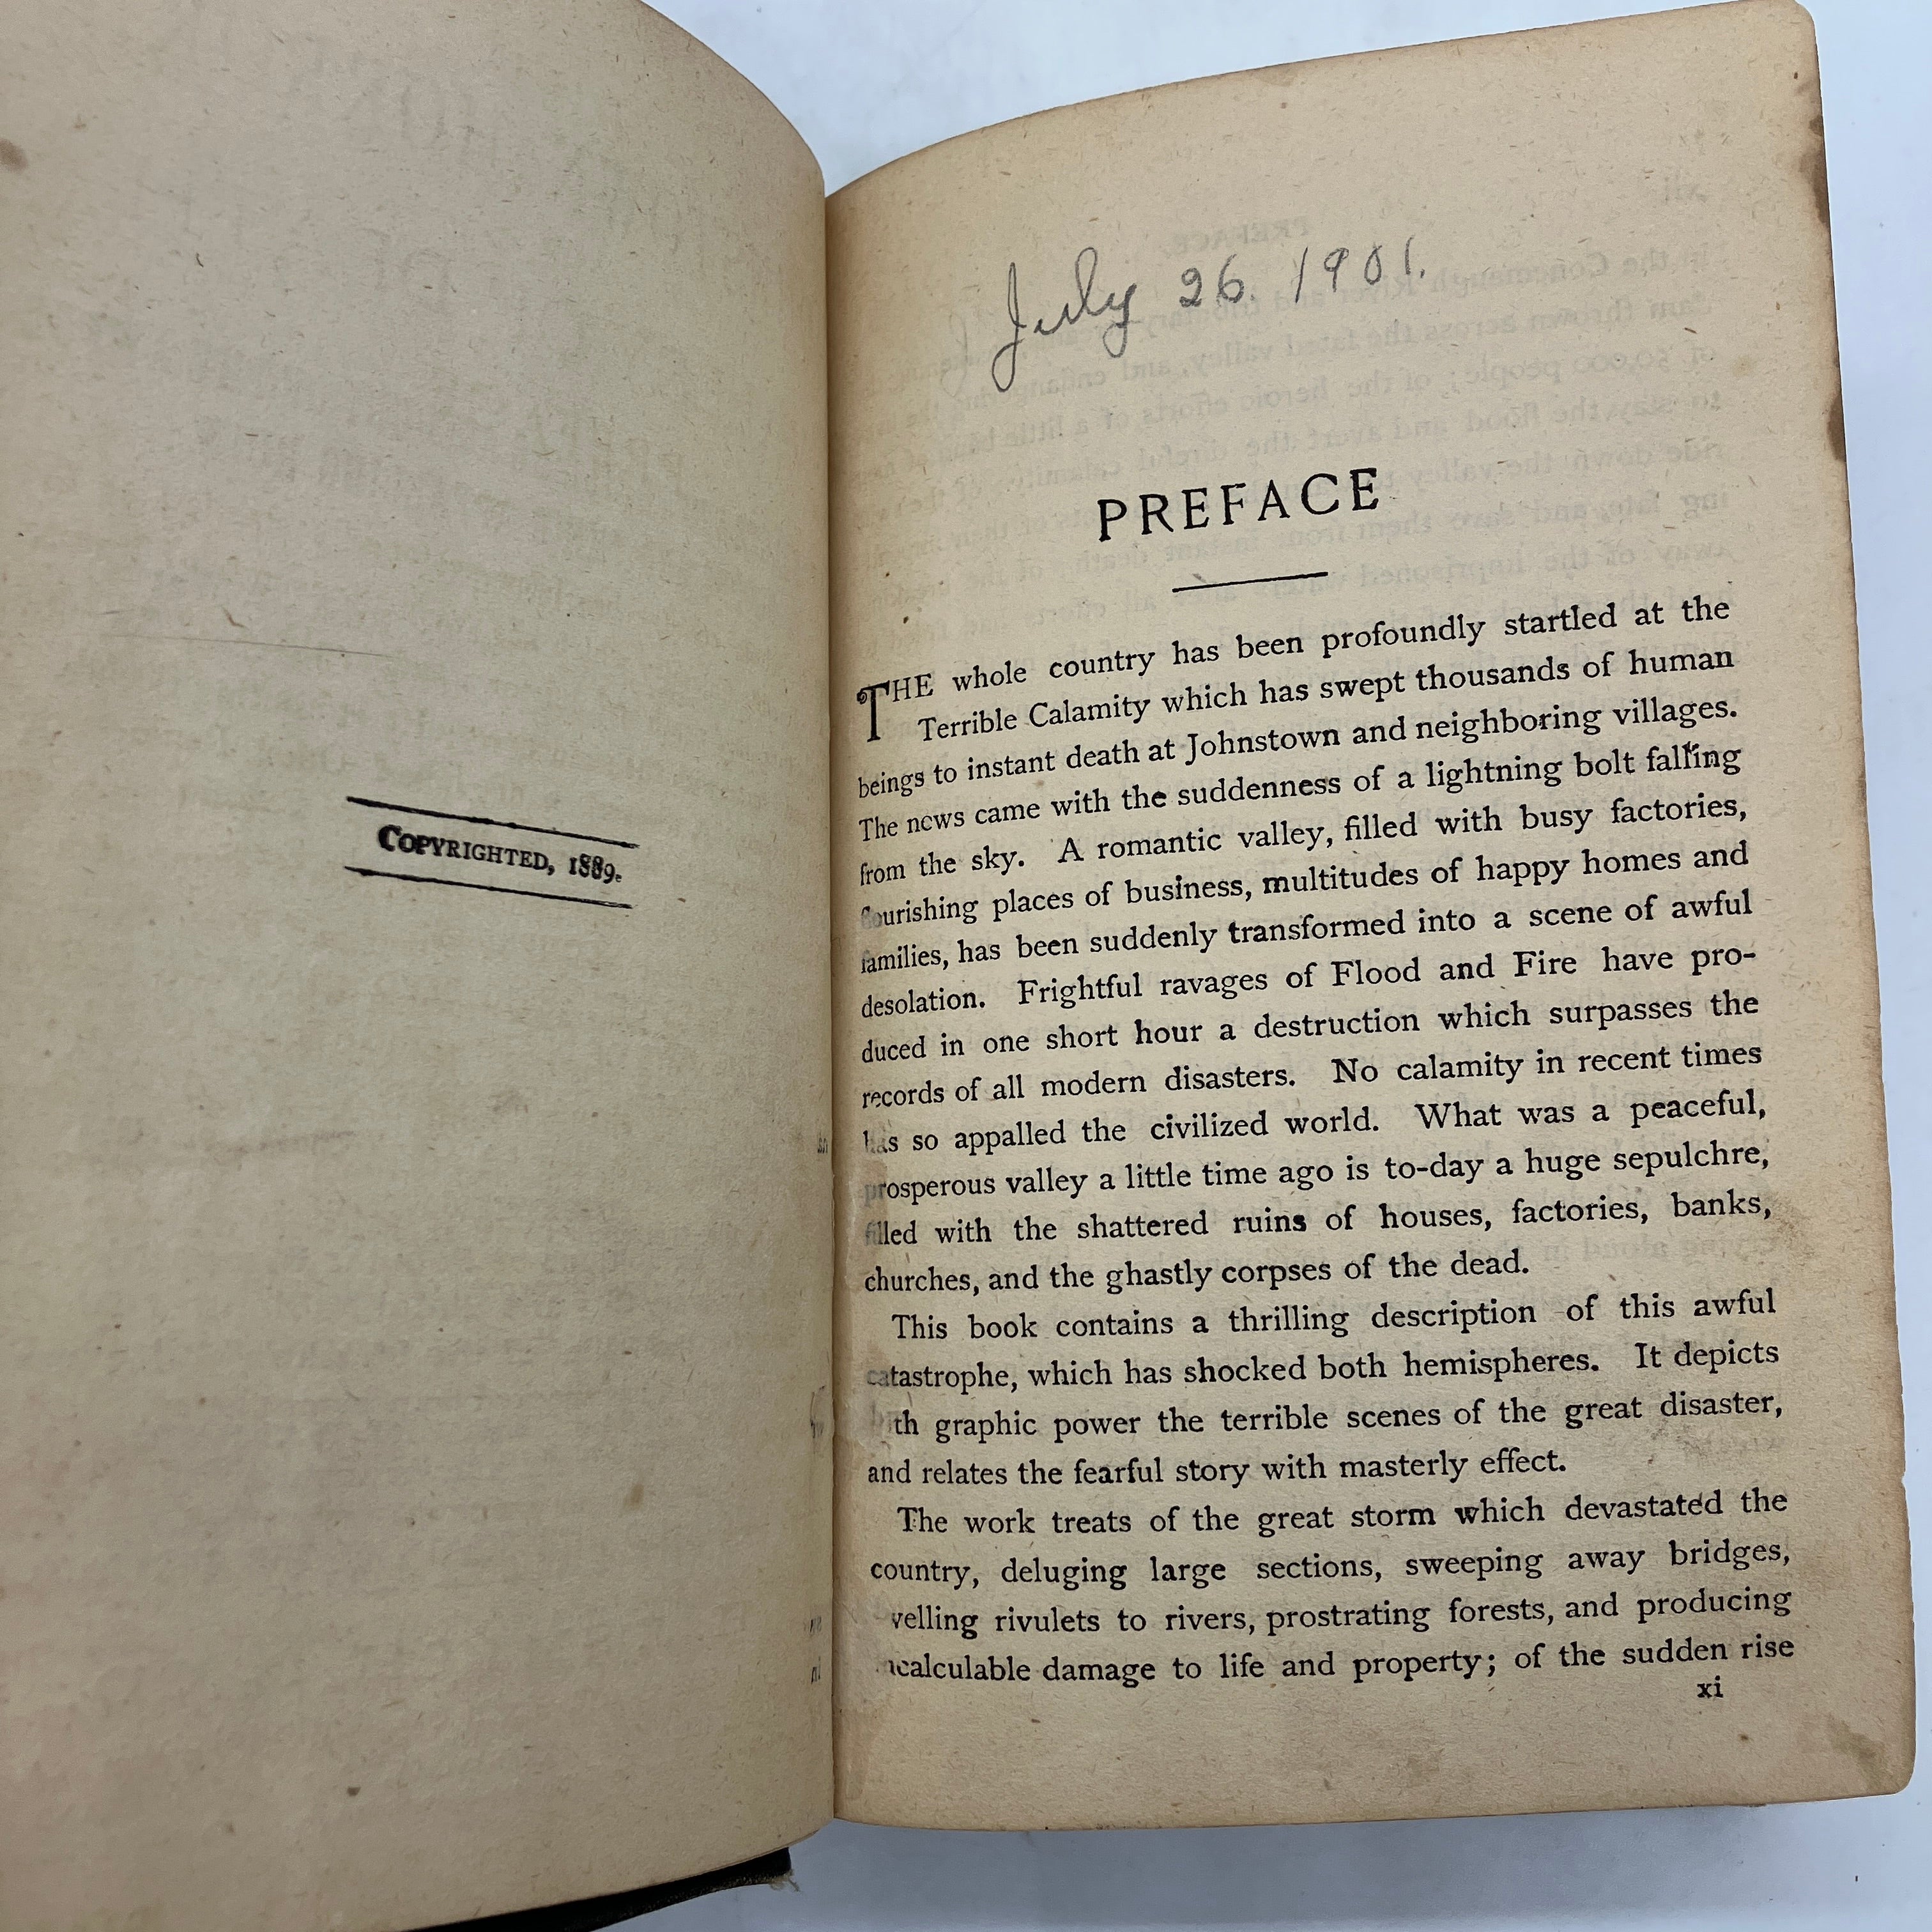 COPYRIGHTED, 1889.
July 26. 1901.
PREFACE
THE whole country has been profoundly startled at the
Terrible Calamity which has swept thousands of human
beings to instant death at Johnstown and neighboring villages.
The news came with the suddenness of a lightning bolt falling
from the sky. A romantic valley, filled with busy factories,
flourishing places of business, multitudes of happy homes and
families, has been suddenly transformed into a scene of awful
desolation. Frightful ravages of Flood and Fire have pro-
duced in one short hour a destruction which surpasses the
records of all modern disasters. No calamity in recent times
has so appalled the civilized world. What was a peaceful,
prosperous valley a little time ago is to-day a huge sepulchre,
filled with the shattered ruins of houses, factories, banks,
churches, and the ghastly corpses of the dead.
This book contains a thrilling description of this awful
catastrophe, which has shocked both hemispheres. It depicts
th graphic power the terrible scenes of the great disaster,
and relates the fearful story with masterly effect.
The work treats of the great storm which devastated the
country, deluging large sections, sweeping away bridges,
velling rivulets to rivers, prostrating forests, and producing
ncalculable damage to life and property; of the sudden rise
xi